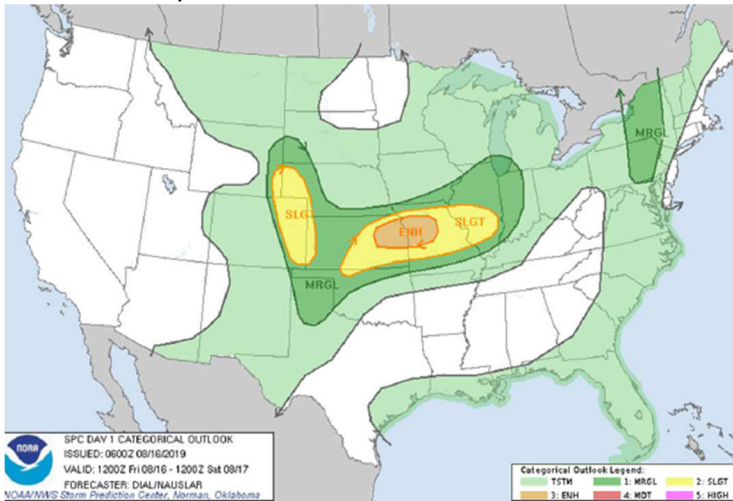 MRGL
SLG
SLGT
ENH
MRGL
NOAA
SPC DAY 1 CATEGORICAL OUTLOOK
ISSUED: 0600Z 08/16/2019
VALID: 1200Z Fri 08/16 - 1200Z Sat 08/17
FORECASTER: DIAL/NAUSLAR
NOAA/NWS Storm Prediction Center, Norman, Oklahoma
Categorical Outlook Legend:
TSTM 1: MRGL 2: SLGT
3: ENH 4: MDT 5: HIGH